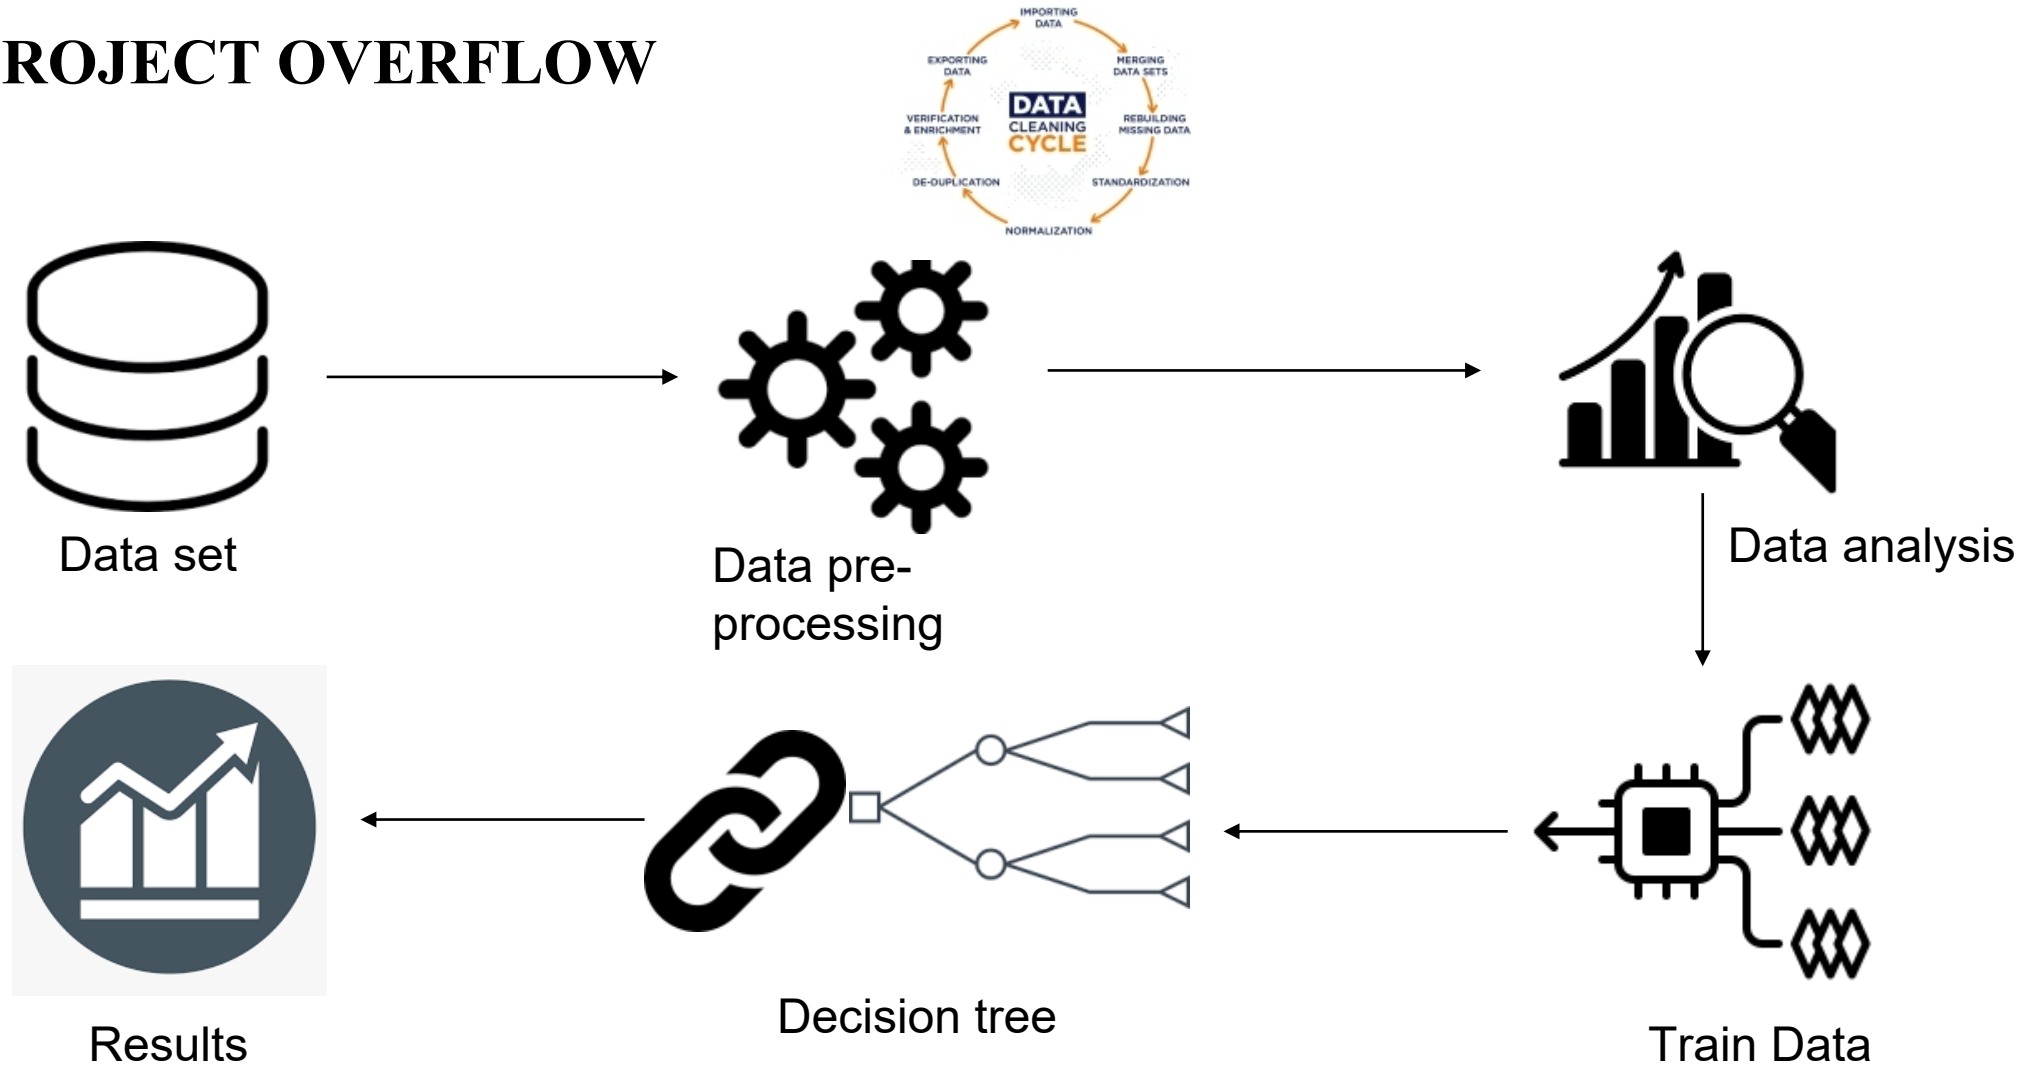 ROJECT OVERFLOW
IMPORTING
DATA
MERGING
DATA SETS
REBUILDING
MISSING DATA
STANDARDIZATION
NORMALIZATION
DE-DUPLICATION
VERIFICATION
& ENRICHMENT
EXPORTING
DATA
DATA
CLEANING
CYCLE
Data set
Data pre-
processing
Data analysis
Results
Decision tree
Train Data